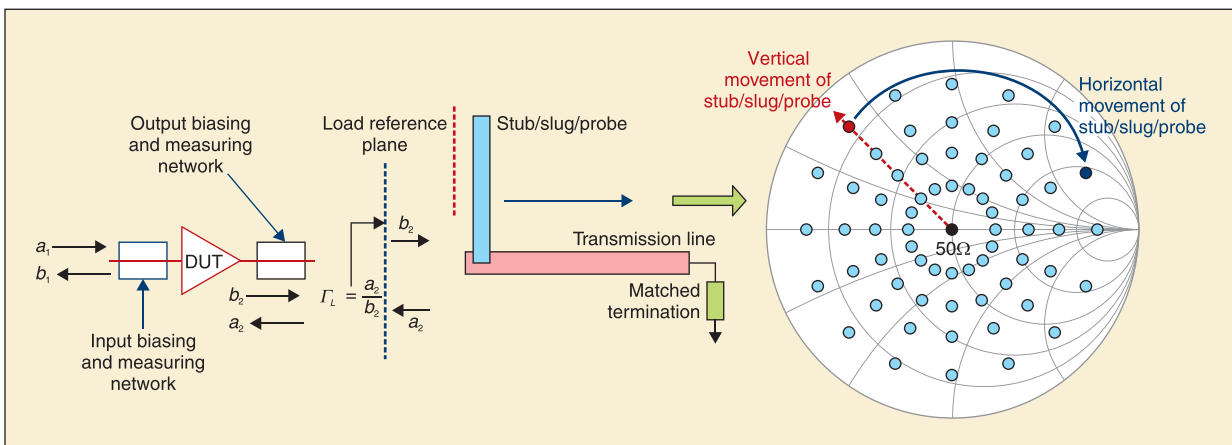 Output biasing
and measuring
network
Load reference
plane
Stub/slug/probe
Vertical
movement of
stub/slug/probe
Horizontal
movement of
stub/slug/probe
a₁
b₁
DUT
b₂
a₂
Γ_L = a₂/b₂
b₂
a₂
Transmission line
Matched
termination
50Ω
Input biasing
and measuring
network